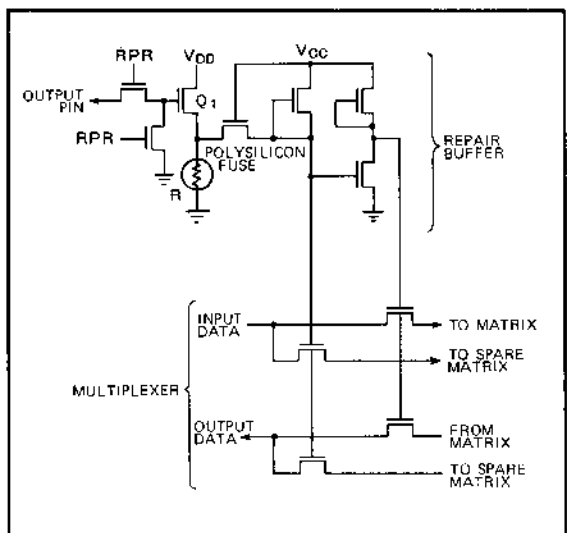 RPR
VDD
VCC
OUTPUT
PIN
Q1
RPR
POLYSILICON
FUSE
R
REPAIR
BUFFER
INPUT
DATA
TO MATRIX
TO SPARE
MATRIX
MULTIPLEXER
OUTPUT
DATA
FROM
MATRIX
TO SPARE
MATRIX